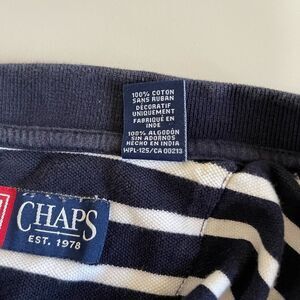 100% COTON
SANS RUBAN
DÉCORATIF
UNIQUEMENT
FABRIQUÉ EN
INDE
100% ALGODÓN
SIN ADORNOS
HECHO EN INDIA
WPL-125/CA 00213
CHAPS
EST. 1978